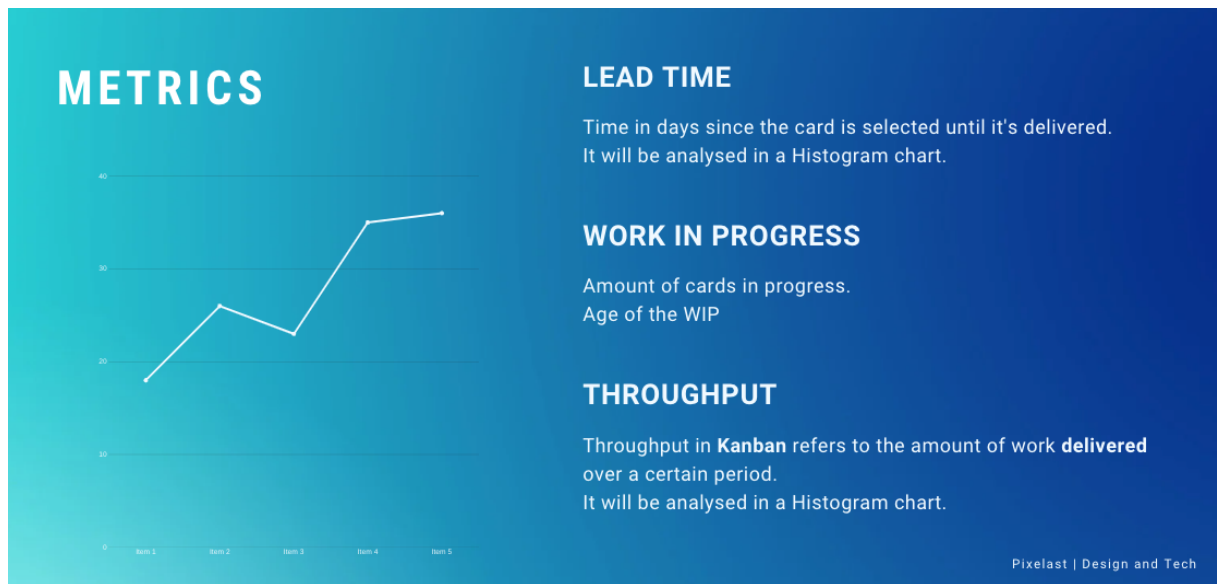 METRICS
40
30
20
10
0
Item 1 Item 2 Item 3 Item 4 Item 5
LEAD TIME
Time in days since the card is selected until it's delivered.
It will be analysed in a Histogram chart.
WORK IN PROGRESS
Amount of cards in progress.
Age of the WIP
THROUGHPUT
Throughput in Kanban refers to the amount of work delivered
over a certain period.
It will be analysed in a Histogram chart.
Pixelast | Design and Tech